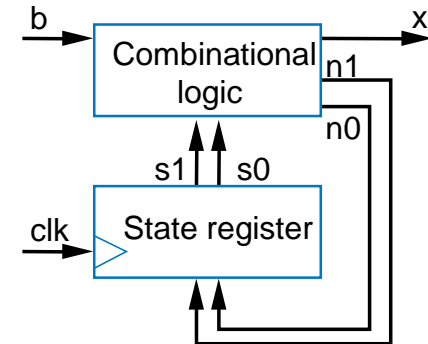 b
x
Combinational
logic
n1
n0
s1
s0
clk
State register